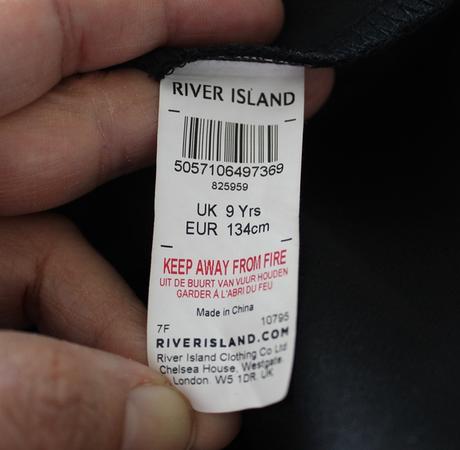 RIVER ISLAND
5057106497369
825959
UK 9 Yrs
EUR 134cm
KEEP AWAY FROM FIRE
UIT DE BUURT VAN VUUR HOUDEN
GARDER À L'ABRI DU FEU
Made in China
7F 10795
RIVERISLAND.COM
River Island Clothing Co Ltd
Chelsea House, Westgate,
London. W5 1DR. UK